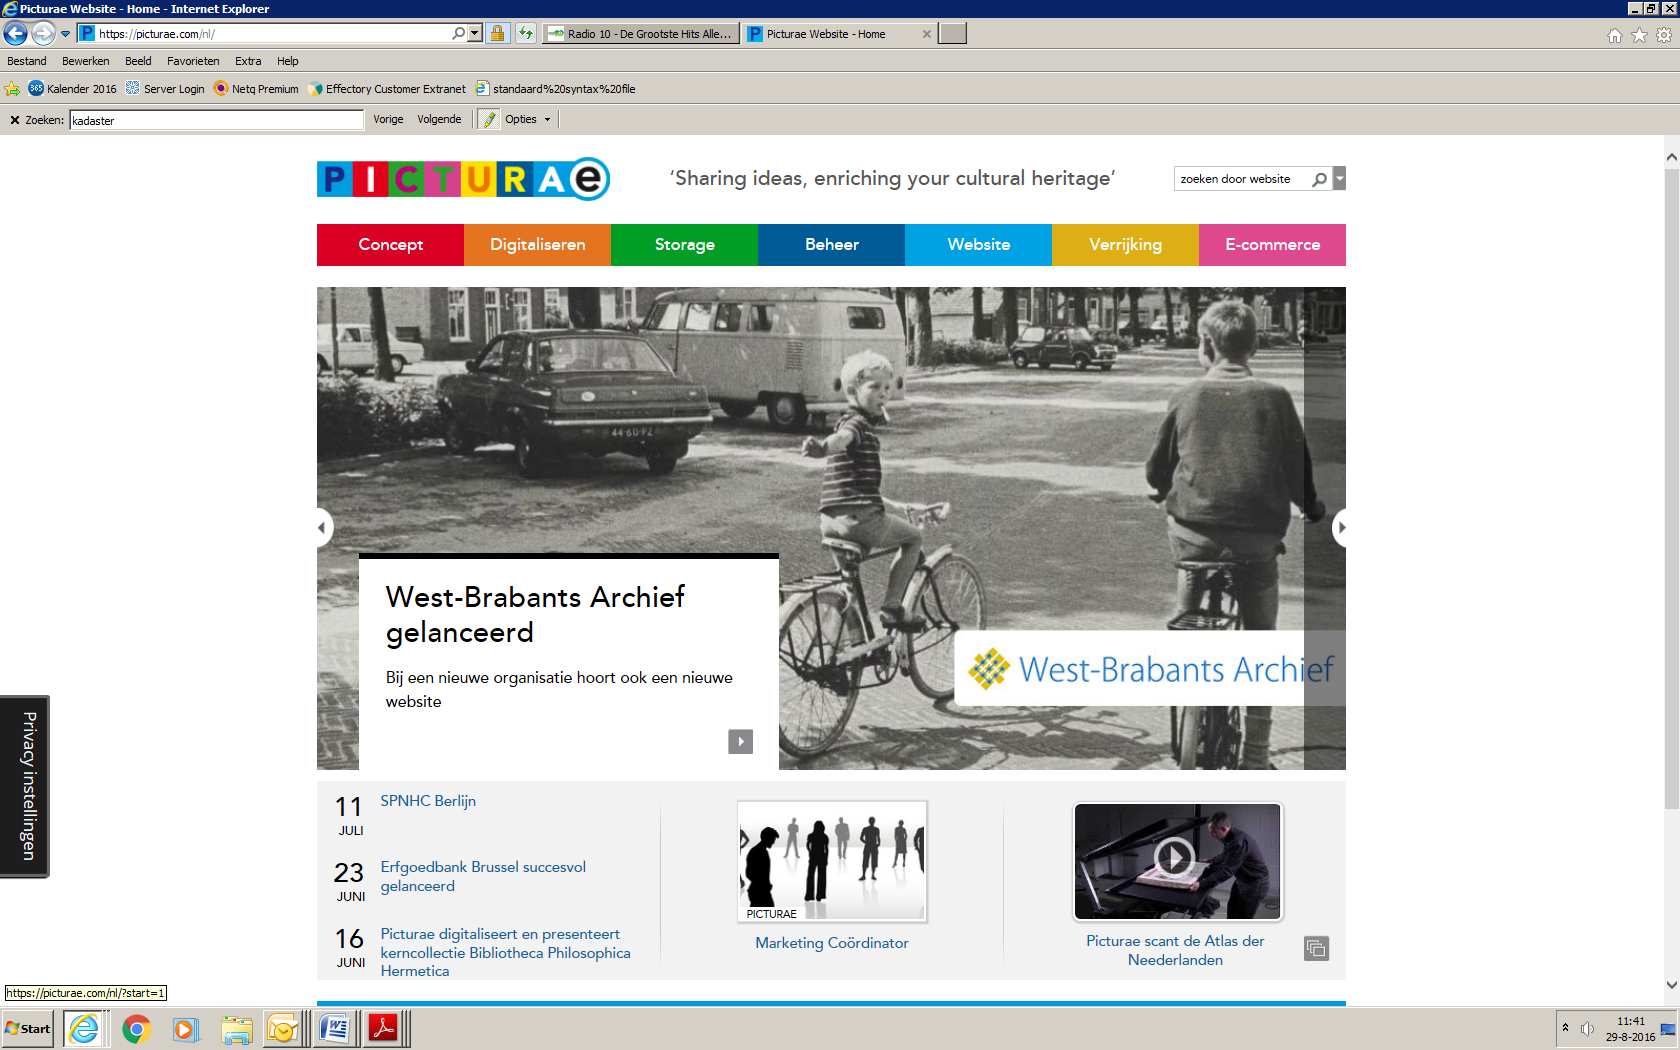 Picturae Website - Home - Internet Explorer
https://picturae.com/nl/
Radio 10 - De Grootste Hits Alle...
Picturae Website - Home
Bestand Bewerken Beeld Favorieten Extra Help
365 Kalender 2016 Server Login Netq Premium Effectory Customer Extranet standaard%20syntax%20file
Zoeken: kadaster Vorige Volgende Opties
PICTURAe
‘Sharing ideas, enriching your cultural heritage’
zoeken door website
Concept Digitaliseren Storage Beheer Website Verrijking E-commerce
44-60-PZ
West-Brabants Archief
gelanceerd
Bij een nieuwe organisatie hoort ook een nieuwe
website
West-Brabants Archief
Privacy instellingen
11
JULI
SPNHC Berlijn
23
JUNI
Erfgoedbank Brussel succesvol
gelanceerd
16
JUNI
Picturae digitaliseert en presenteert
kerncollectie Bibliotheca Philosophica
Hermetica
PICTURAE
Marketing Coördinator
Picturae scant de Atlas der
Neederlanden
https://picturae.com/nl/?start=1
Start
11:41
29-8-2016